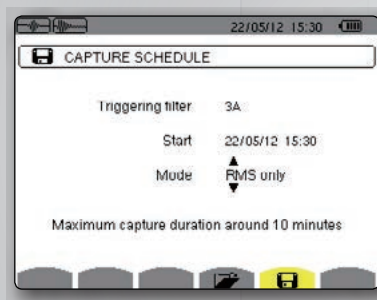 22/05/12 15:30
CAPTURE SCHEDULE
Triggering filter 3A
Start 22/05/12 15:30
Mode RMS only
Maximum capture duration around 10 minutes